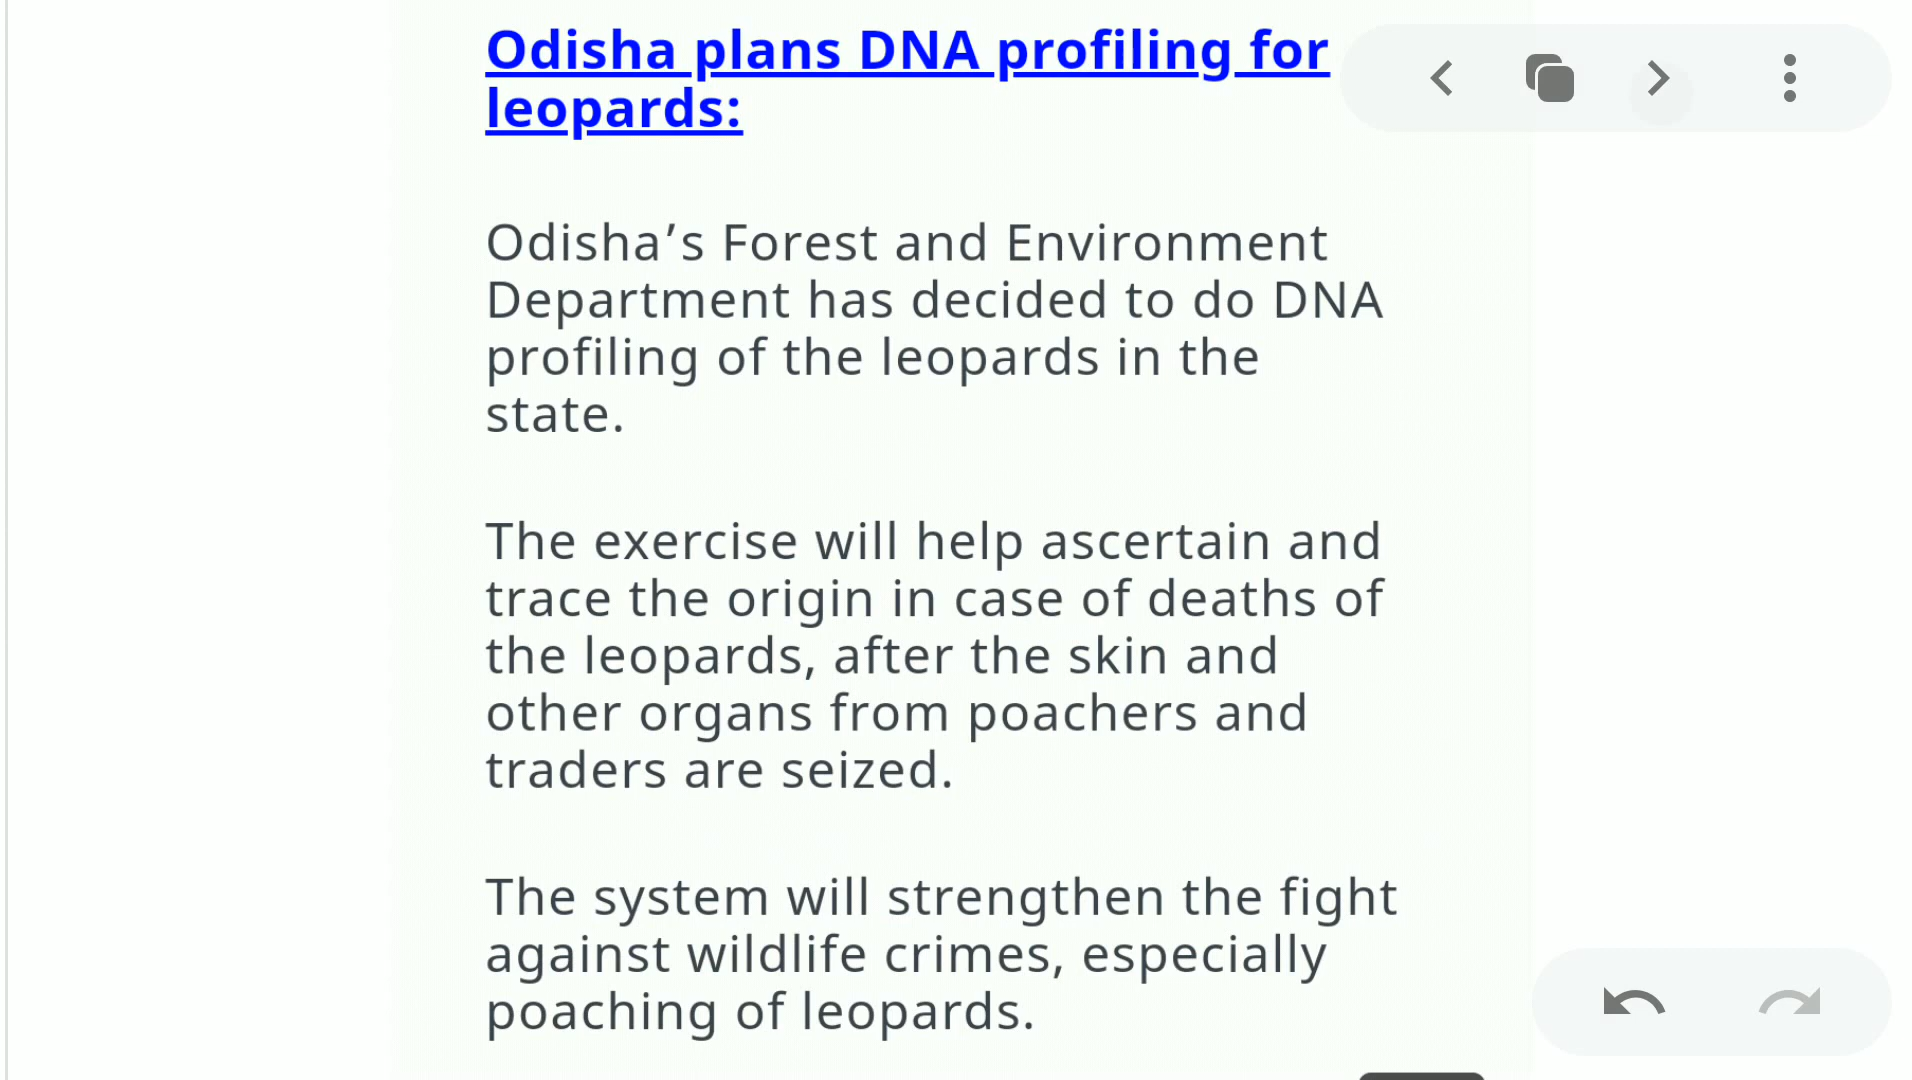 Odisha plans DNA profiling for
leopards:
Odisha’s Forest and Environment
Department has decided to do DNA
profiling of the leopards in the
state.
The exercise will help ascertain and
trace the origin in case of deaths of
the leopards, after the skin and
other organs from poachers and
traders are seized.
The system will strengthen the fight
against wildlife crimes, especially
poaching of leopards.